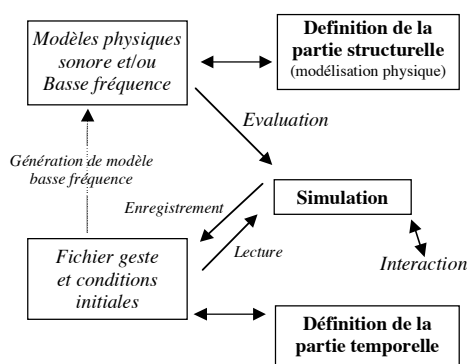 Modèles physiques
sonore et/ou
Basse fréquence
Definition de la
partie structurelle
(modélisation physique)
Evaluation
Génération de modèle
basse fréquence
Enregistrement
Simulation
Lecture
Fichier geste
et conditions
initiales
Interaction
Définition de la
partie temporelle